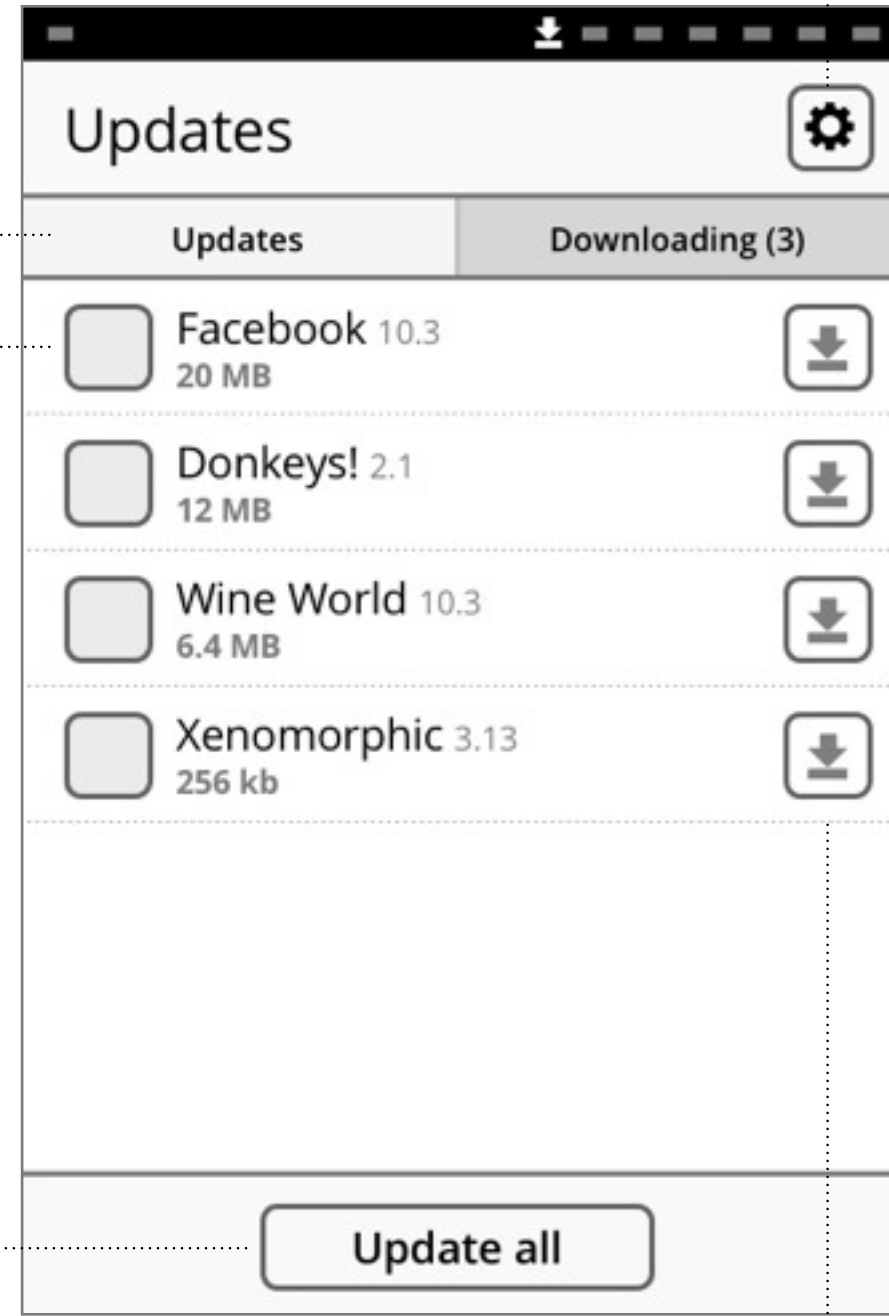 Updates
Updates Downloading (3)
Facebook 10.3
20 MB
Donkeys! 2.1
12 MB
Wine World 10.3
6.4 MB
Xenomorphic 3.13
256 kb
Update all